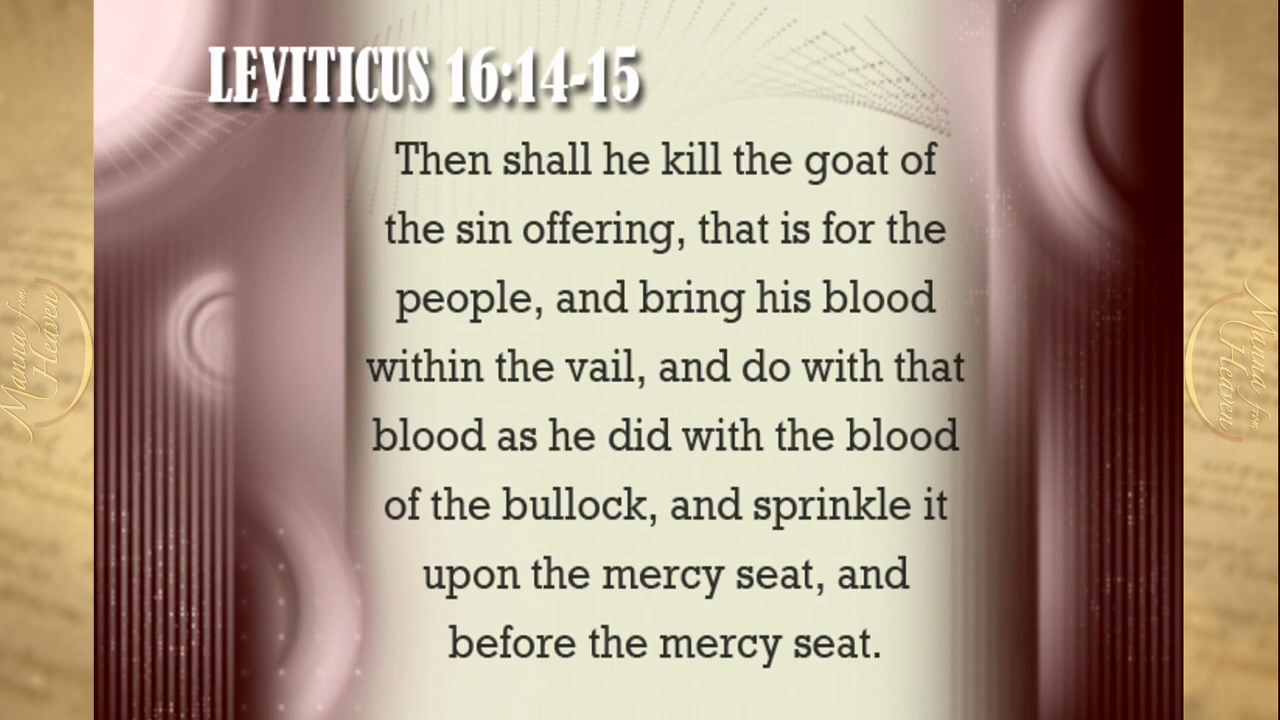 LEVITICUS 16:14-15
Then shall he kill the goat of
the sin offering, that is for the
people, and bring his blood
within the vail, and do with that
blood as he did with the blood
of the bullock, and sprinkle it
upon the mercy seat, and
before the mercy seat.
Manna from
Heaven
Manna from
Heaven